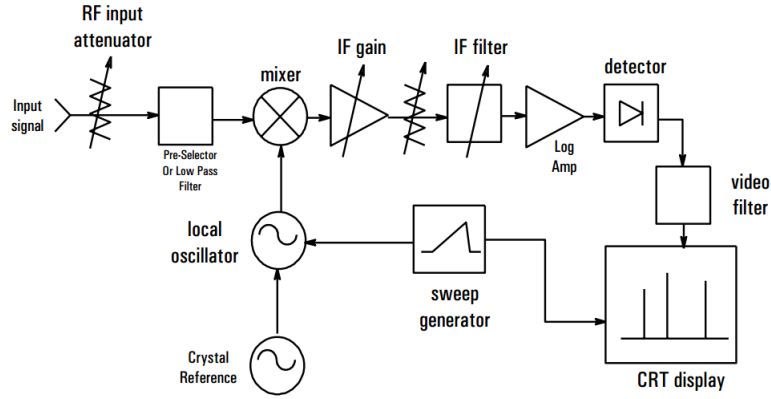 RF input
attenuator
IF gain
IF filter
mixer
detector
Input
signal
Pre-Selector
Or Low Pass
Filter
Log
Amp
video
filter
local
oscillator
sweep
generator
Crystal
Reference
CRT display